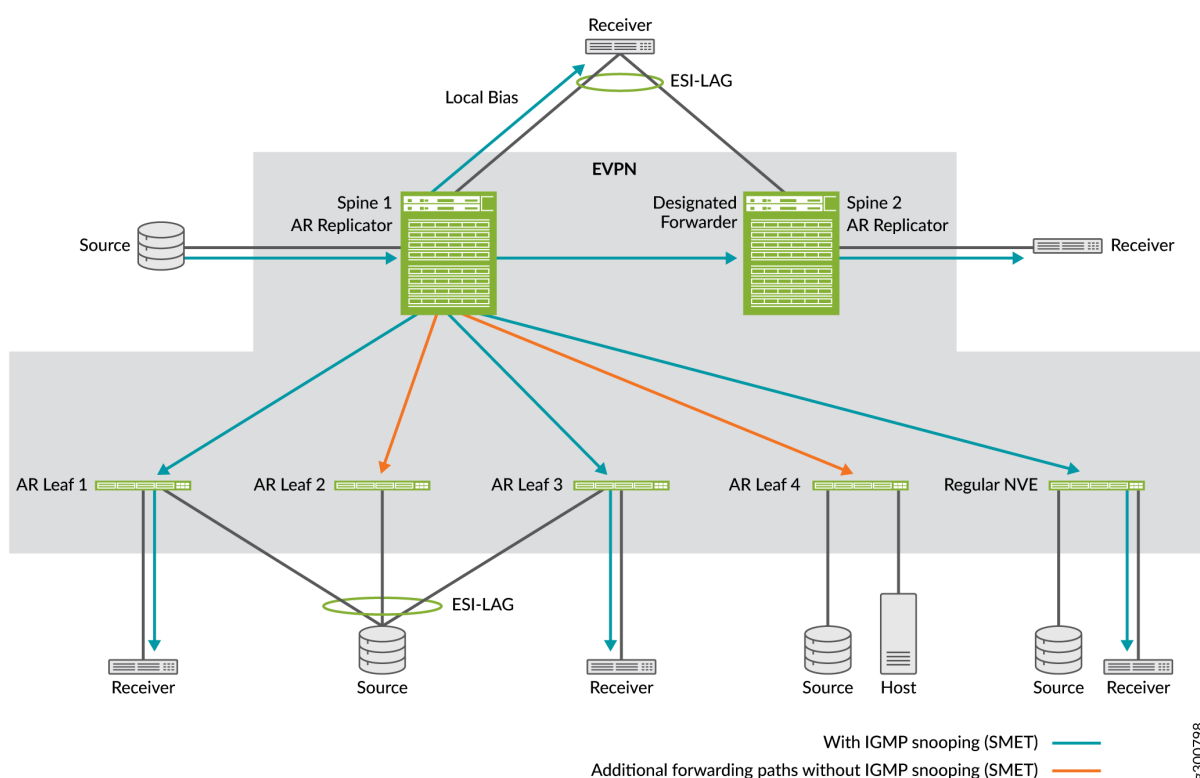 Receiver
ESI-LAG
Local Bias
EVPN
Spine 1
AR Replicator
Designated
Forwarder
Spine 2
AR Replicator
Source
Receiver
AR Leaf 1
AR Leaf 2
AR Leaf 3
AR Leaf 4
Regular NVE
ESI-LAG
Receiver
Source
Receiver
Source
Host
Source
Receiver
With IGMP snooping (SMET)
Additional forwarding paths without IGMP snooping (SMET)